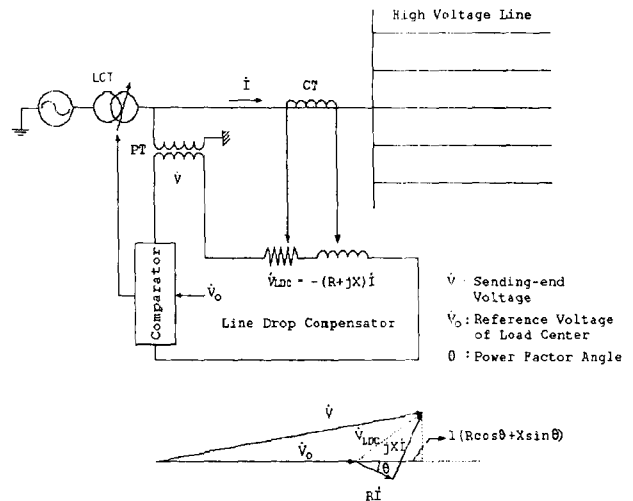 High Voltage Line
LCT
İ
CT
PT
V̇
Comparator
V̇LDC = -(R+jX)İ
V̇o
Line Drop Compensator
V̇ : Sending-end
Voltage
V̇o: Reference Voltage
of Load Center
θ : Power Factor Angle
V̇
V̇LDC
jXİ
I(Rcosθ+Xsinθ)
V̇o
θ
Rİ